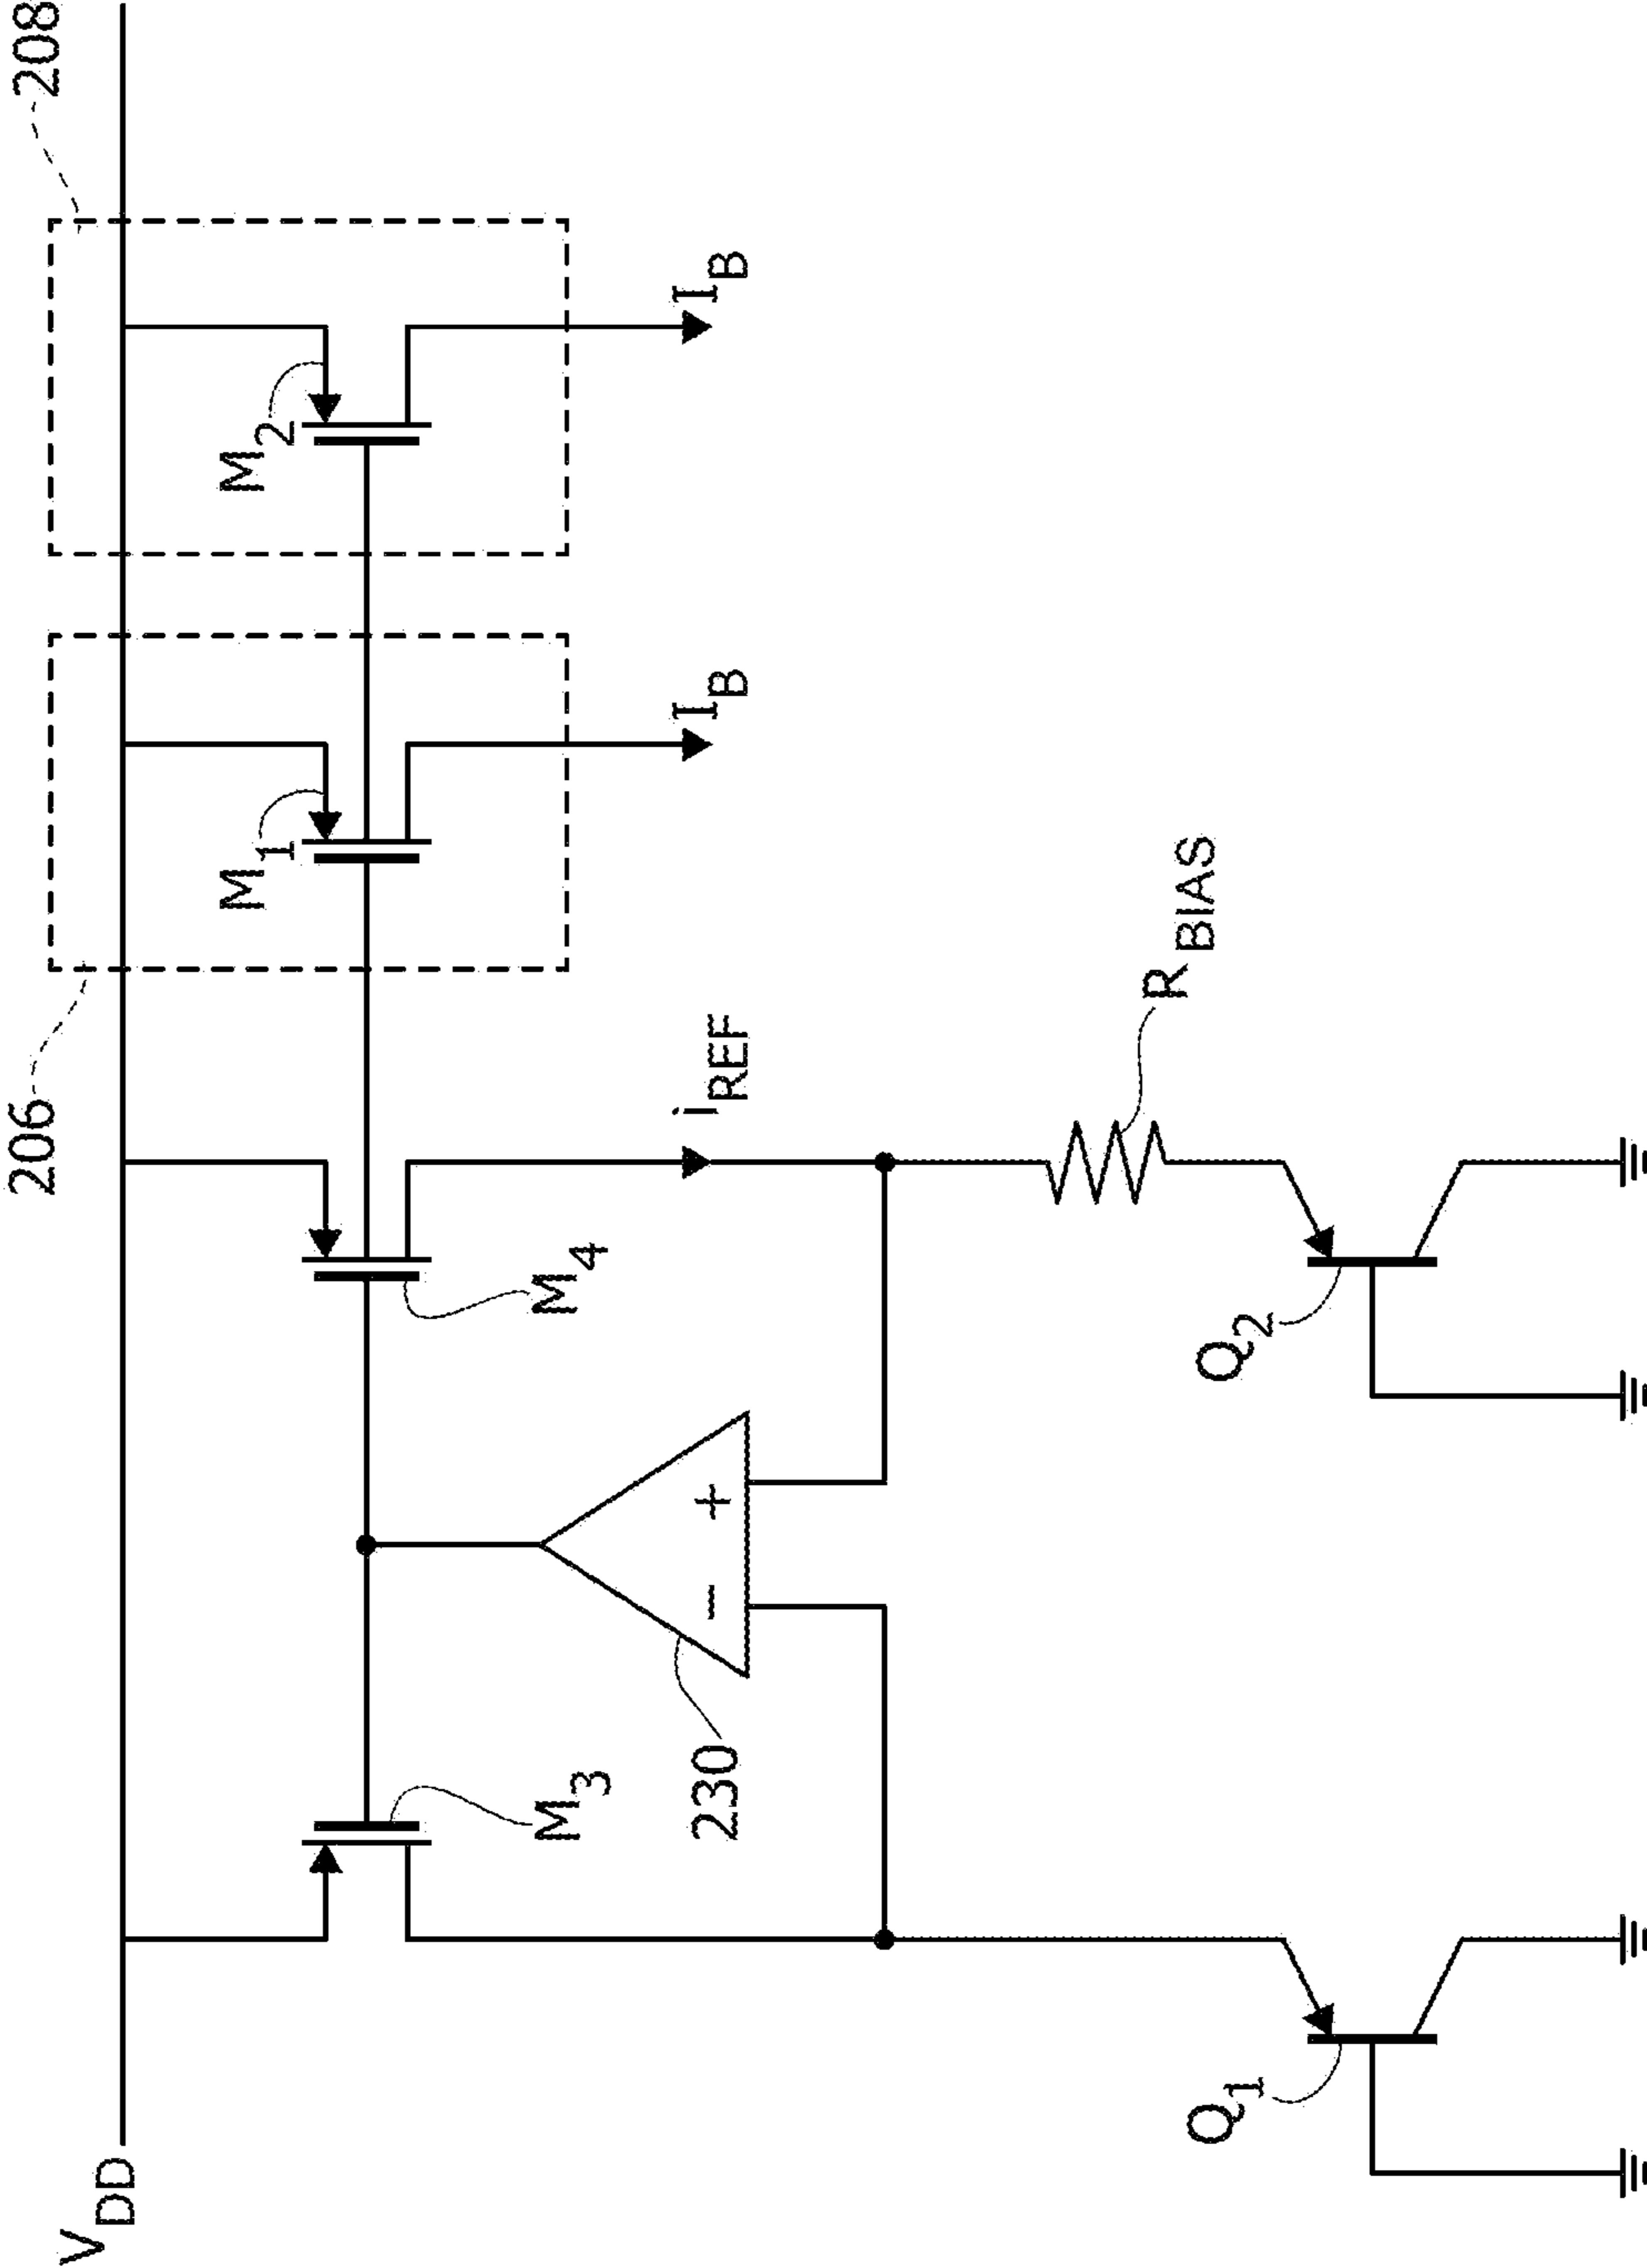 V_DD
206
208
M_3
M_4
M_1
M_2
230
−
+
i_REF
I_B
I_B
R_BIAS
Q_1
Q_2